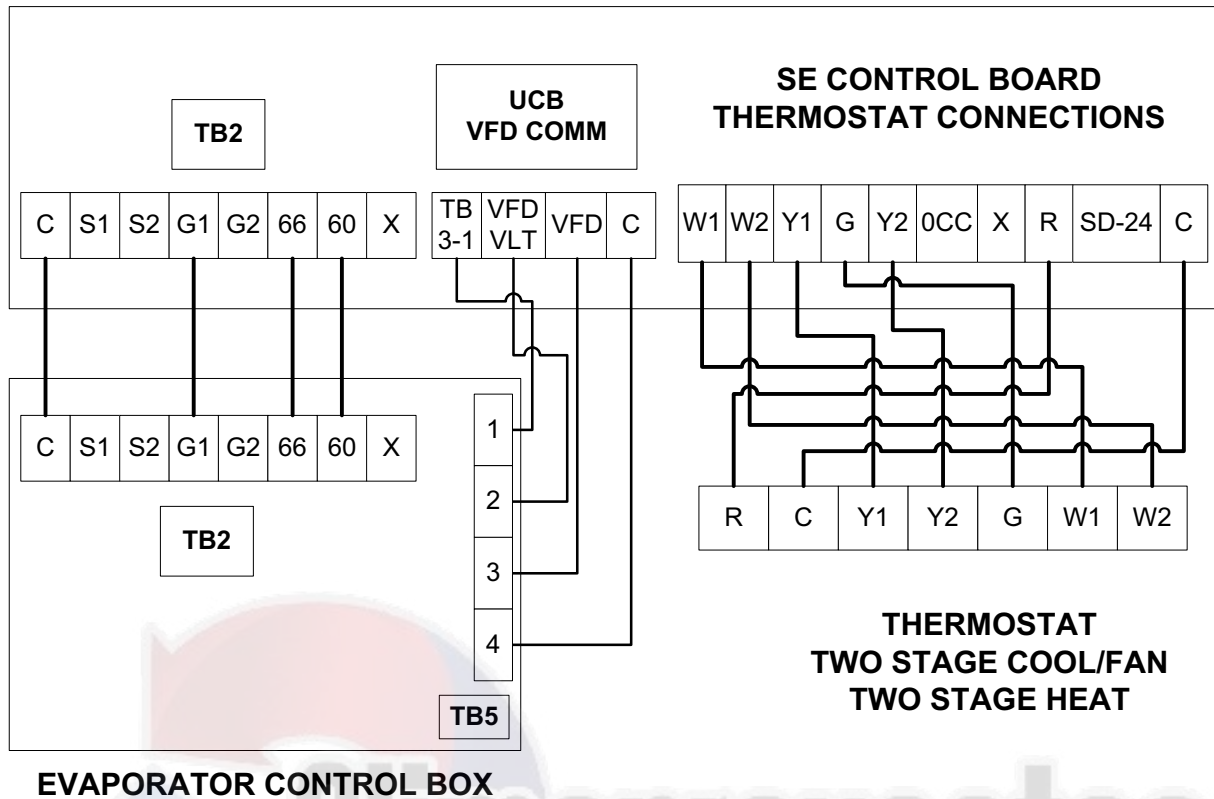 SE CONTROL BOARD
THERMOSTAT CONNECTIONS
UCB
VFD COMM
TB2
C S1 S2 G1 G2 66 60 X
TB 3-1 VFD VLT VFD C
W1 W2 Y1 G Y2 0CC X R SD-24 C
C S1 S2 G1 G2 66 60 X
TB2
1
2
3
4
TB5
R C Y1 Y2 G W1 W2
THERMOSTAT
TWO STAGE COOL/FAN
TWO STAGE HEAT
EVAPORATOR CONTROL BOX